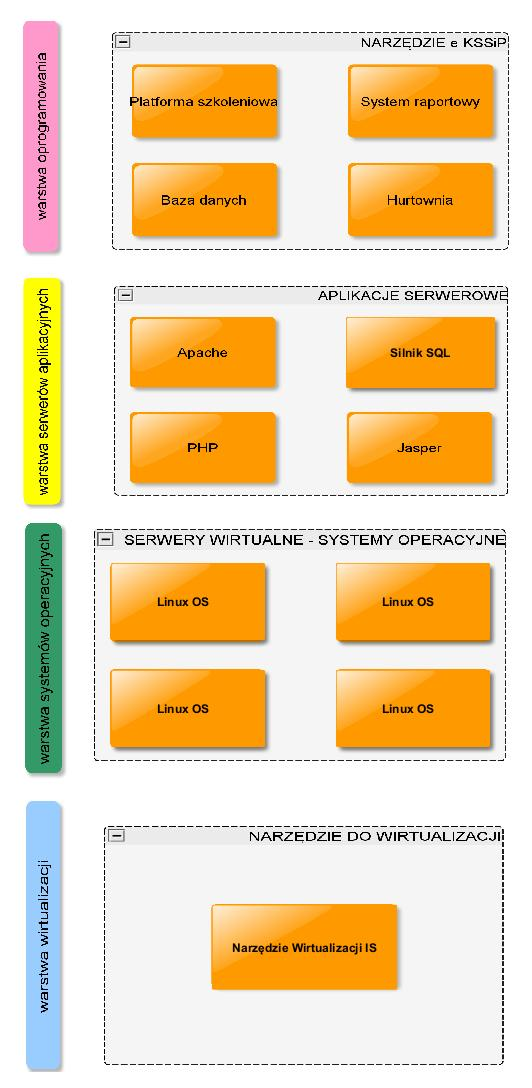 warstwa oprogramowania
NARZĘDZIE e KSSiP
Platforma szkoleniowa
System raportowy
Baza danych
Hurtownia
warstwa serwerów aplikacyjnych
APLIKACJE SERWEROWE
Apache
Silnik SQL
PHP
Jasper
warstwa systemów operacyjnych
SERWERY WIRTUALNE - SYSTEMY OPERACYJNE
Linux OS
Linux OS
Linux OS
Linux OS
warstwa wirtualizacji
NARZĘDZIE DO WIRTUALIZACJI
Narzędzie Wirtualizacji IS